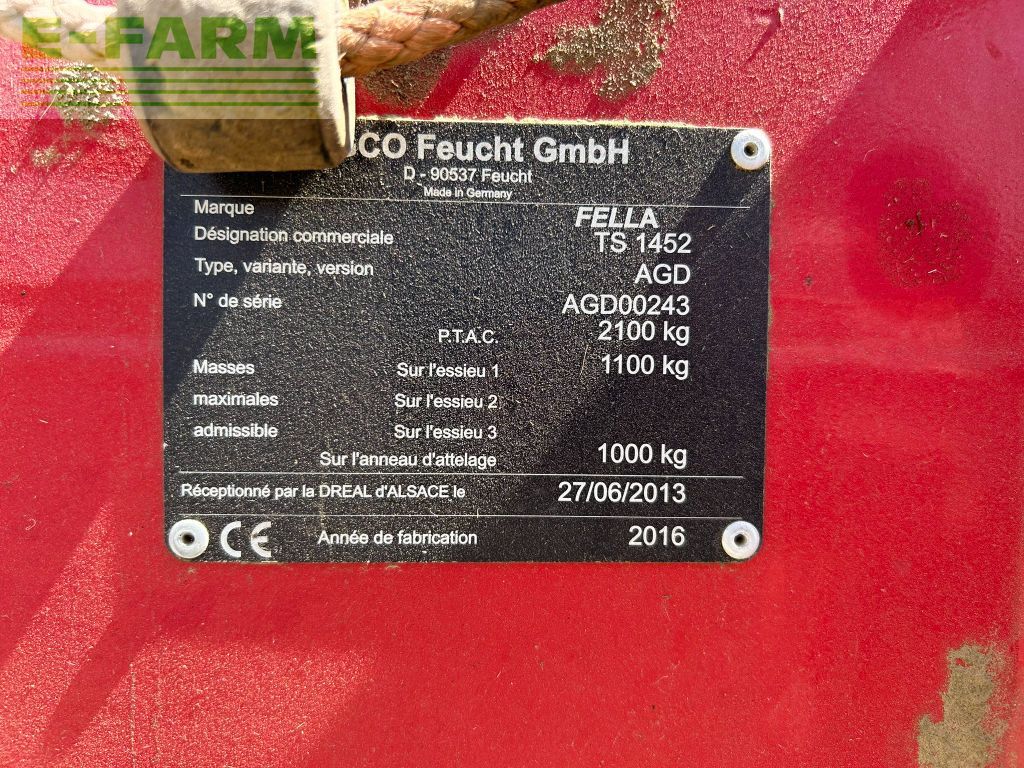 E-FARM
CO Feucht GmbH
D - 90537 Feucht
Made in Germany
Marque FELLA
Désignation commerciale TS 1452
Type, variante, version AGD
N° de série AGD00243
P.T.A.C. 2100 kg
Masses Sur l'essieu 1 1100 kg
maximales Sur l'essieu 2
admissible Sur l'essieu 3
Sur l'anneau d'attelage 1000 kg
Réceptionné par la DREAL d'ALSACE le 27/06/2013
CE Année de fabrication 2016